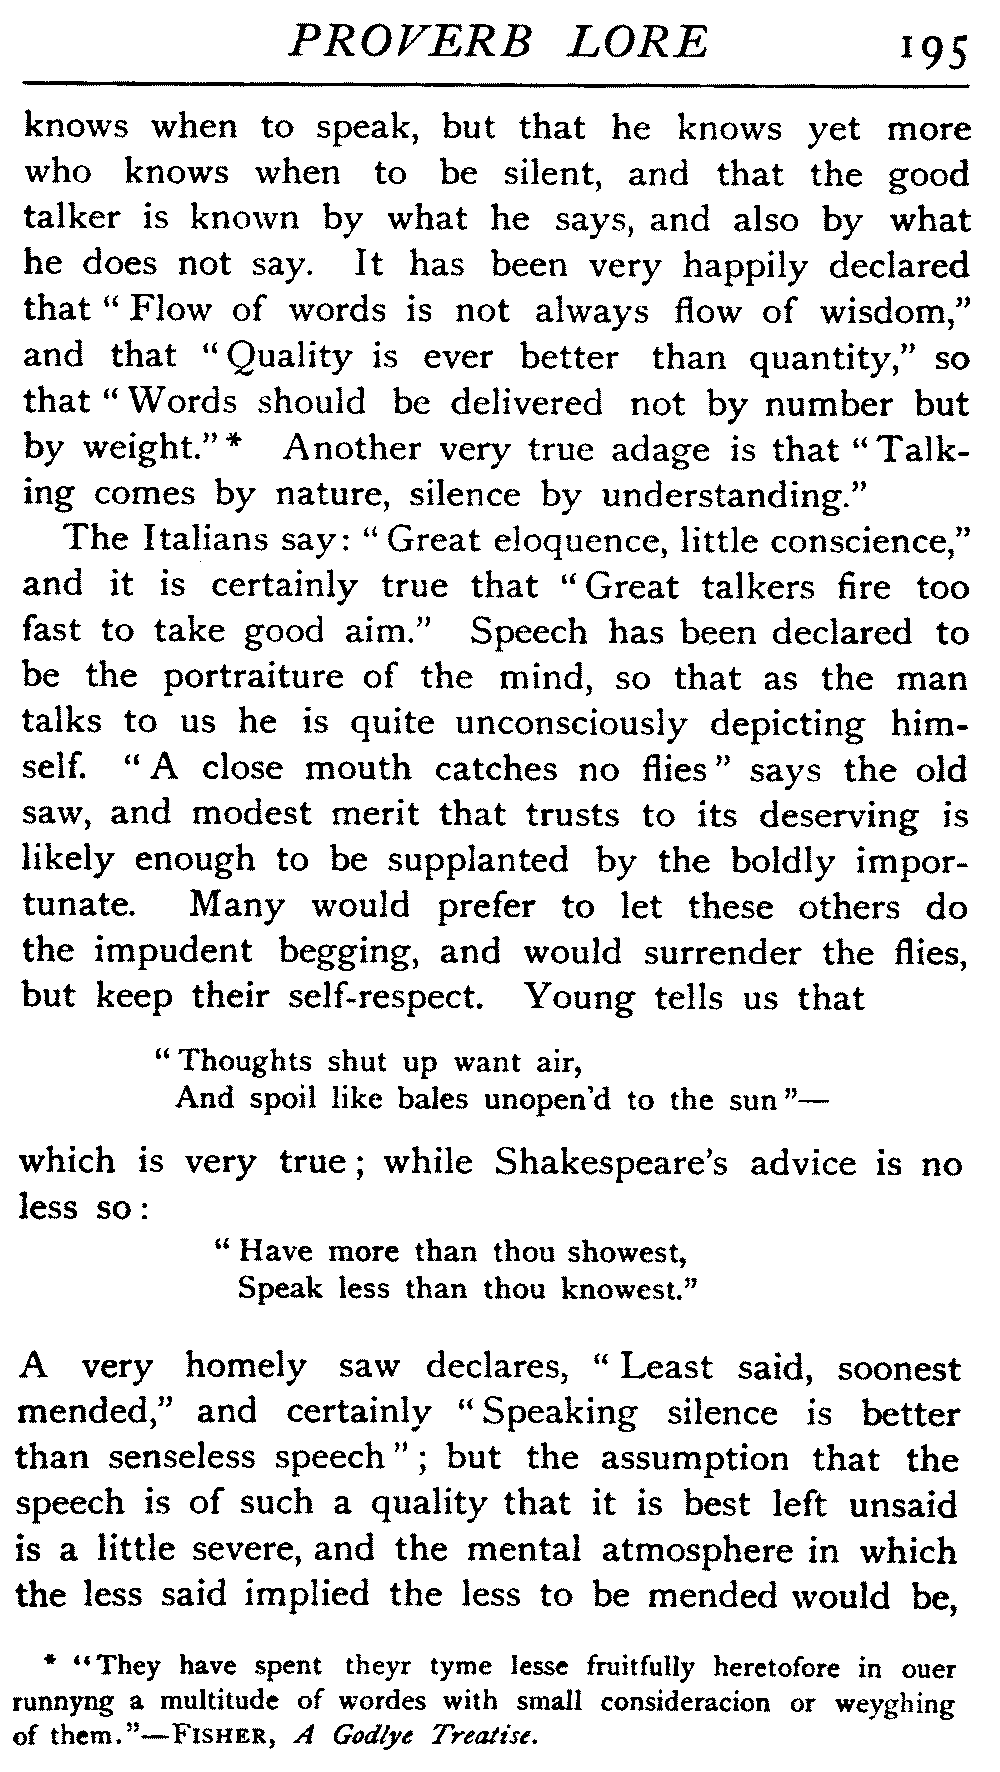 PROVERB LORE 195
knows when to speak, but that he knows yet more
who knows when to be silent, and that the good
talker is known by what he says, and also by what
he does not say. It has been very happily declared
that “Flow of words is not always flow of wisdom,”
and that “Quality is ever better than quantity,” so
that “Words should be delivered not by number but
by weight.”* Another very true adage is that “Talk-
ing comes by nature, silence by understanding.”
The Italians say: “Great eloquence, little conscience,”
and it is certainly true that “Great talkers fire too
fast to take good aim.” Speech has been declared to
be the portraiture of the mind, so that as the man
talks to us he is quite unconsciously depicting him-
self. “A close mouth catches no flies” says the old
saw, and modest merit that trusts to its deserving is
likely enough to be supplanted by the boldly impor-
tunate. Many would prefer to let these others do
the impudent begging, and would surrender the flies,
but keep their self-respect. Young tells us that
“Thoughts shut up want air,
And spoil like bales unopen'd to the sun”—
which is very true; while Shakespeare's advice is no
less so:
“Have more than thou showest,
Speak less than thou knowest.”
A very homely saw declares, “Least said, soonest
mended,” and certainly “Speaking silence is better
than senseless speech”; but the assumption that the
speech is of such a quality that it is best left unsaid
is a little severe, and the mental atmosphere in which
the less said implied the less to be mended would be,
* “They have spent theyr tyme lesse fruitfully heretofore in ouer
runnyng a multitude of wordes with small consideracion or weyghing
of them.”—FISHER, A Godlye Treatise.